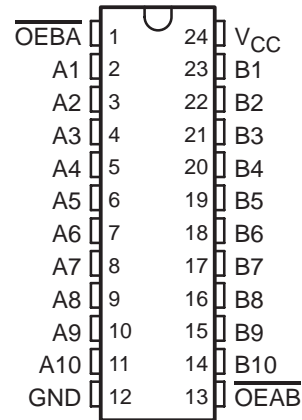 OEBA 1 24 VCC
A1 2 23 B1
A2 3 22 B2
A3 4 21 B3
A4 5 20 B4
A5 6 19 B5
A6 7 18 B6
A7 8 17 B7
A8 9 16 B8
A9 10 15 B9
A10 11 14 B10
GND 12 13 OEAB